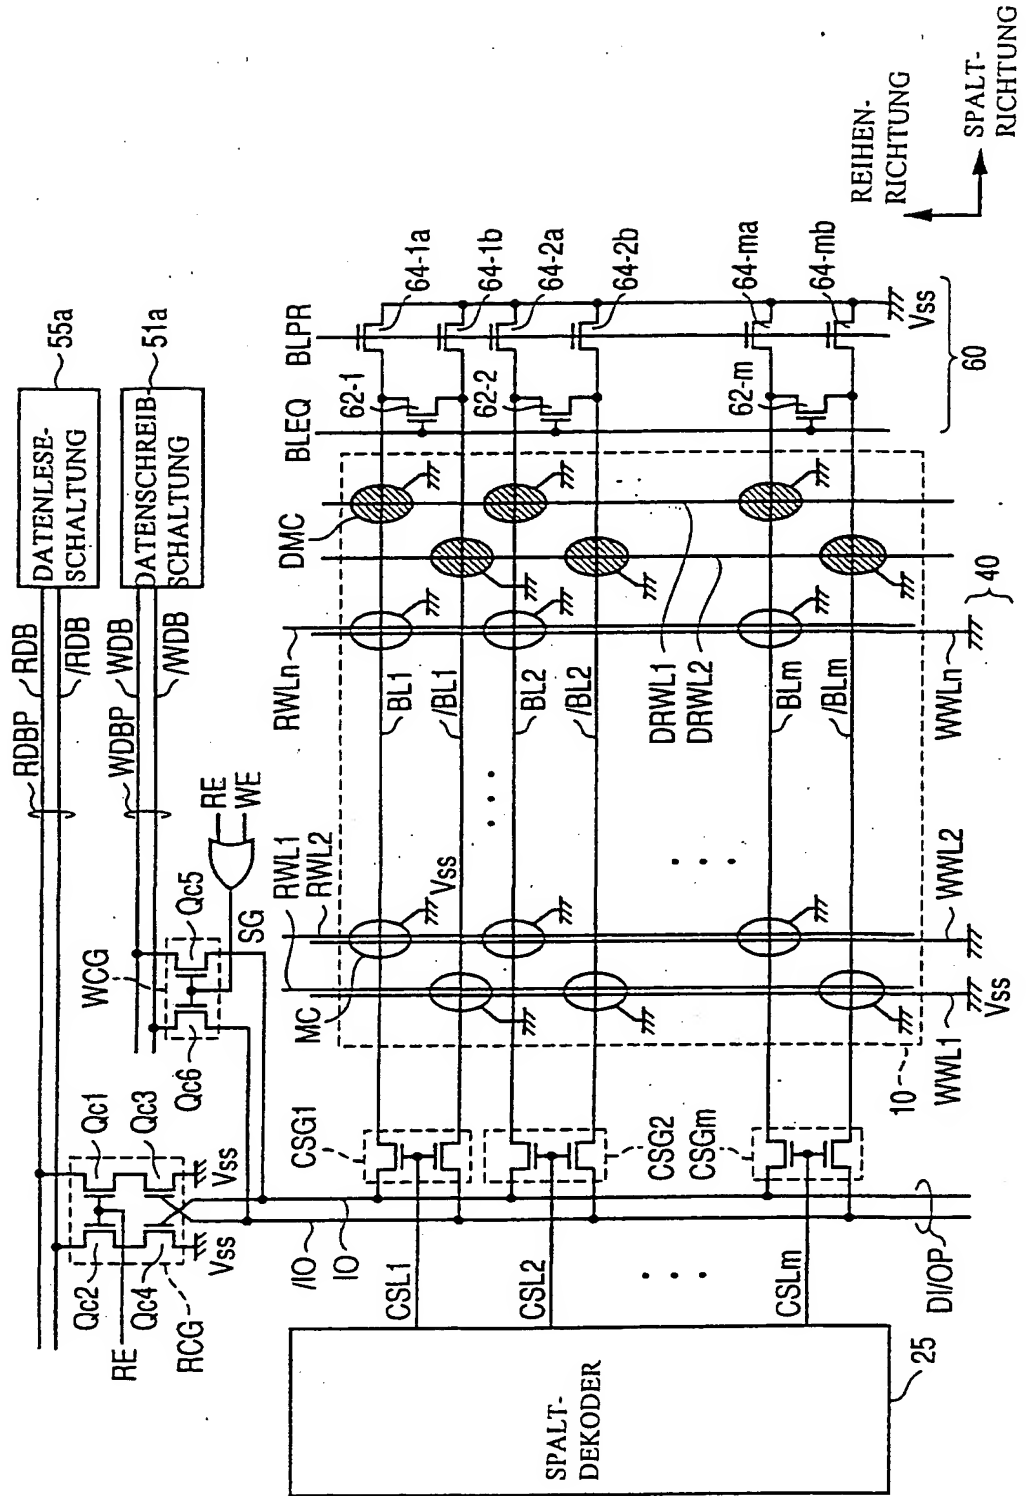 DATENLESE-
SCHALTUNG
55a
DATENSCHREIB-
SCHALTUNG
51a
RDBP
RDB
/RDB
WDBP
WDB
/WDB
RE
WE
SG
WCG
Qc5
Qc6
Qc1
Qc3
Qc2
Qc4
Vss
Vss
RE
RCG
/IO
IO
SPALT-
DEKODER
25
CSL1
CSL2
CSLm
DI/OP
CSG1
CSG2
CSGm
10
MC
RWL1
RWL2
Vss
WWL1
WWL2
Vss
RWLn
BL1
/BL1
BL2
/BL2
BLm
/BLm
WWLn
40
DMC
DRWL1
DRWL2
BLEQ
BLPR
62-1
62-2
62-m
64-1a
64-1b
64-2a
64-2b
64-ma
64-mb
Vss
60
REIHEN-
RICHTUNG
SPALT-
RICHTUNG